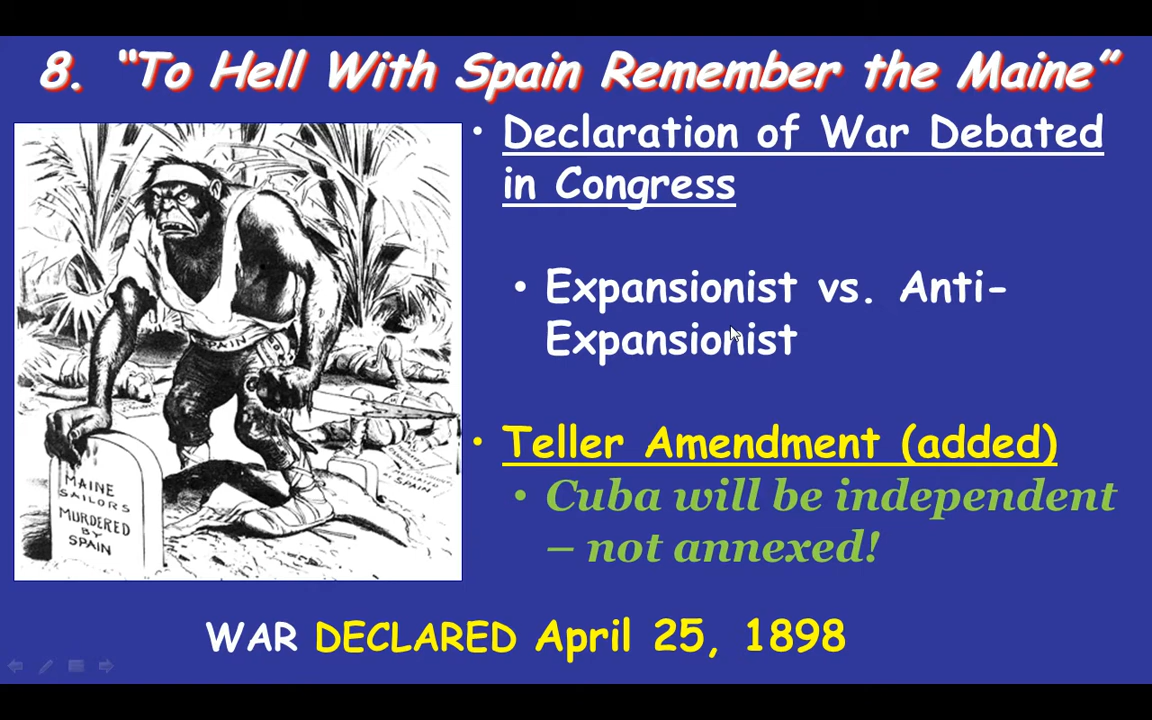 8. “To Hell With Spain Remember the Maine”
• Declaration of War Debated
in Congress
• Expansionist vs. Anti-
Expansionist
• Teller Amendment (added)
• Cuba will be independent
– not annexed!
SPAIN
MAINE
SAILORS
MURDERED
BY
SPAIN
SPAIN
WAR DECLARED April 25, 1898